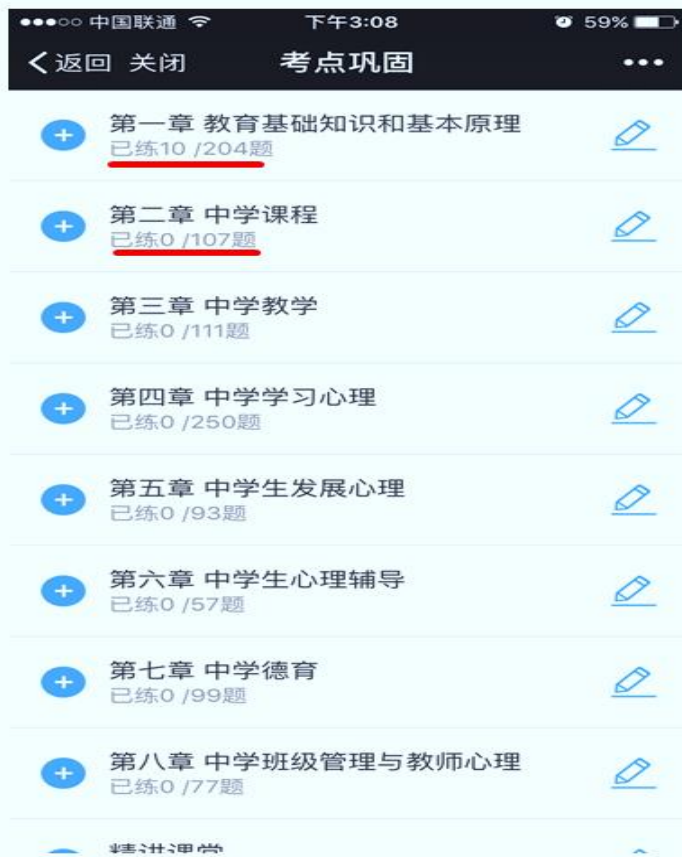 中国联通 下午3:08 59%
返回 关闭 考点巩固
第一章 教育基础知识和基本原理
已练10 /204题
第二章 中学课程
已练0 /107题
第三章 中学教学
已练0 /111题
第四章 中学学习心理
已练0 /250题
第五章 中学生发展心理
已练0 /93题
第六章 中学生心理辅导
已练0 /57题
第七章 中学德育
已练0 /99题
第八章 中学班级管理与教师心理
已练0 /77题
精讲课堂